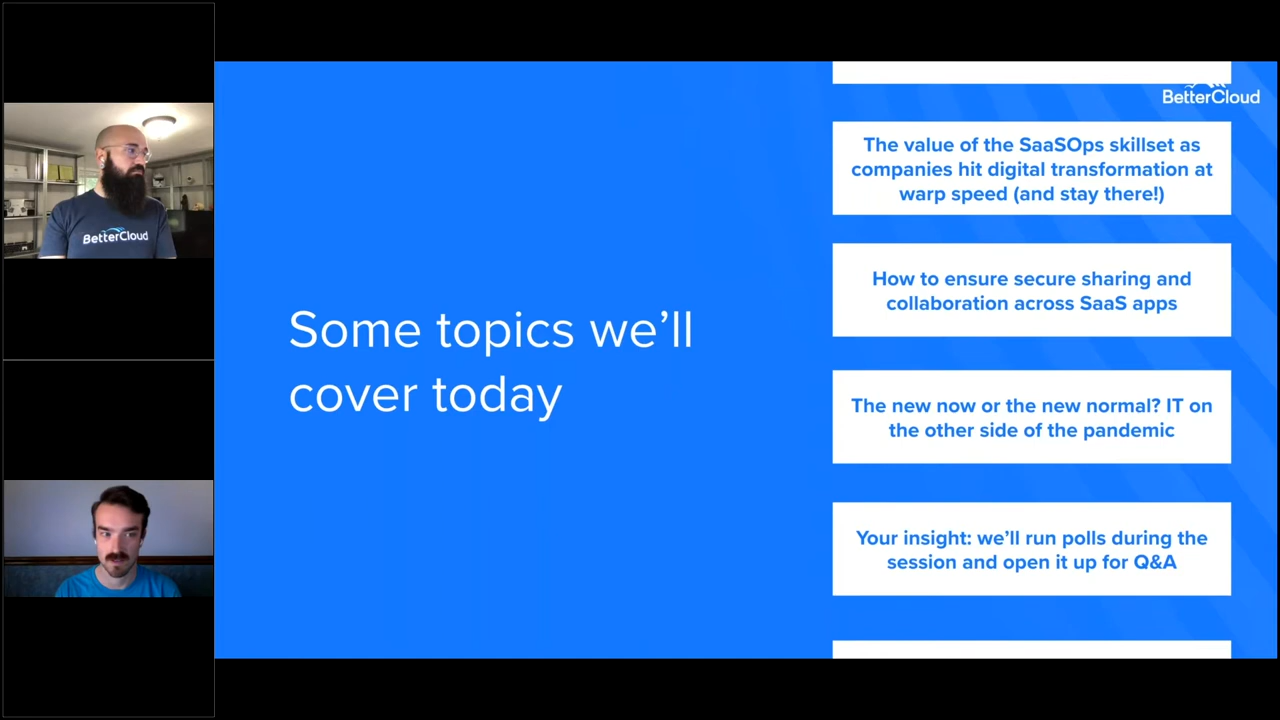 BetterCloud
The value of the SaaSOps skillset as
companies hit digital transformation at
warp speed (and stay there!)
How to ensure secure sharing and
collaboration across SaaS apps
Some topics we'll
cover today
The new now or the new normal? IT on
the other side of the pandemic
Your insight: we'll run polls during the
session and open it up for Q&A
BetterCloud